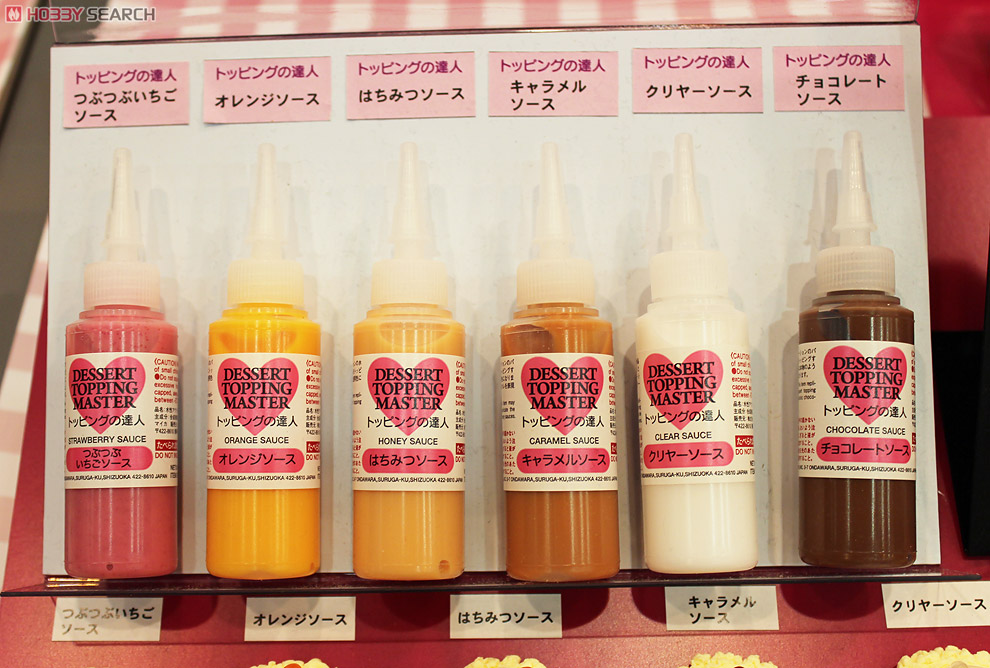 HOBBY SEARCH
トッピングの達人
つぶつぶいちご
ソース
トッピングの達人
オレンジソース
トッピングの達人
はちみつソース
トッピングの達人
キャラメル
ソース
トッピングの達人
クリヤーソース
トッピングの達人
チョコレート
ソース
DESSERT
TOPPING
MASTER
トッピングの達人
STRAWBERRY SAUCE
つぶつぶ
いちごソース
DESSERT
TOPPING
MASTER
トッピングの達人
ORANGE SAUCE
オレンジソース
DESSERT
TOPPING
MASTER
トッピングの達人
HONEY SAUCE
はちみつソース
DESSERT
TOPPING
MASTER
トッピングの達人
CARAMEL SAUCE
キャラメルソース
DESSERT
TOPPING
MASTER
トッピングの達人
CLEAR SAUCE
クリヤーソース
DESSERT
TOPPING
MASTER
トッピングの達人
CHOCOLATE SAUCE
チョコレートソース
つぶつぶいちご
ソース
オレンジソース
はちみつソース
キャラメル
ソース
クリヤーソース